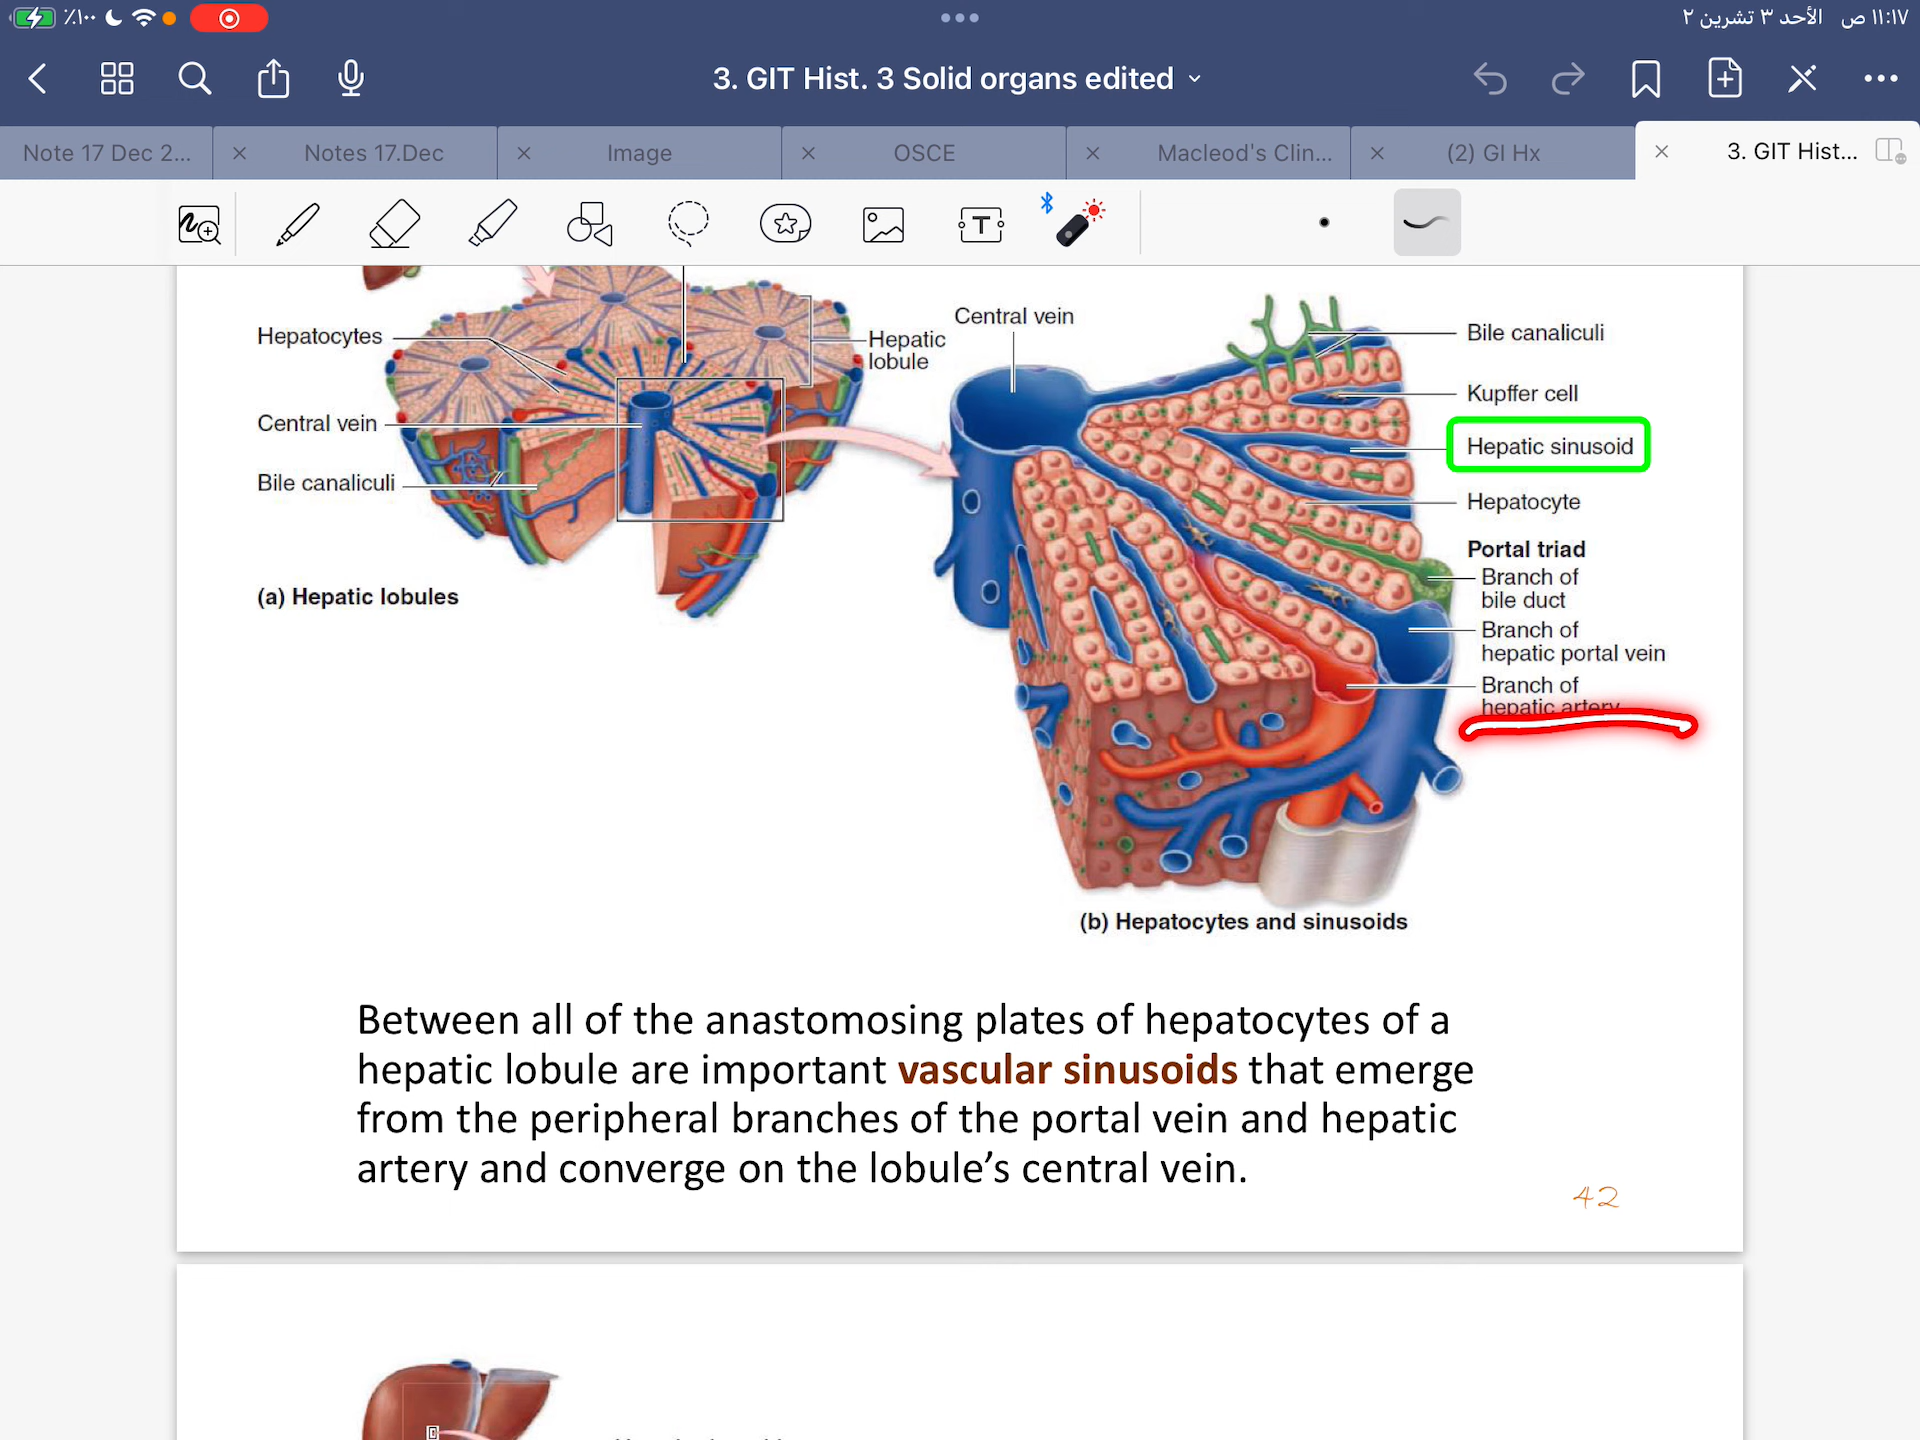 ٪١٠٠
١١:١٧ ص الأحد ٣ تشرين ٢
3. GIT Hist. 3 Solid organs edited
Note 17 Dec 2...
Notes 17.Dec
Image
OSCE
Macleod's Clin...
(2) GI Hx
3. GIT Hist...
Hepatocytes
Central vein
Bile canaliculi
Hepatic
lobule
(a) Hepatic lobules
Central vein
Bile canaliculi
Kupffer cell
Hepatic sinusoid
Hepatocyte
Portal triad
Branch of
bile duct
Branch of
hepatic portal vein
Branch of
hepatic artery
(b) Hepatocytes and sinusoids
Between all of the anastomosing plates of hepatocytes of a
hepatic lobule are important vascular sinusoids that emerge
from the peripheral branches of the portal vein and hepatic
artery and converge on the lobule’s central vein.
42